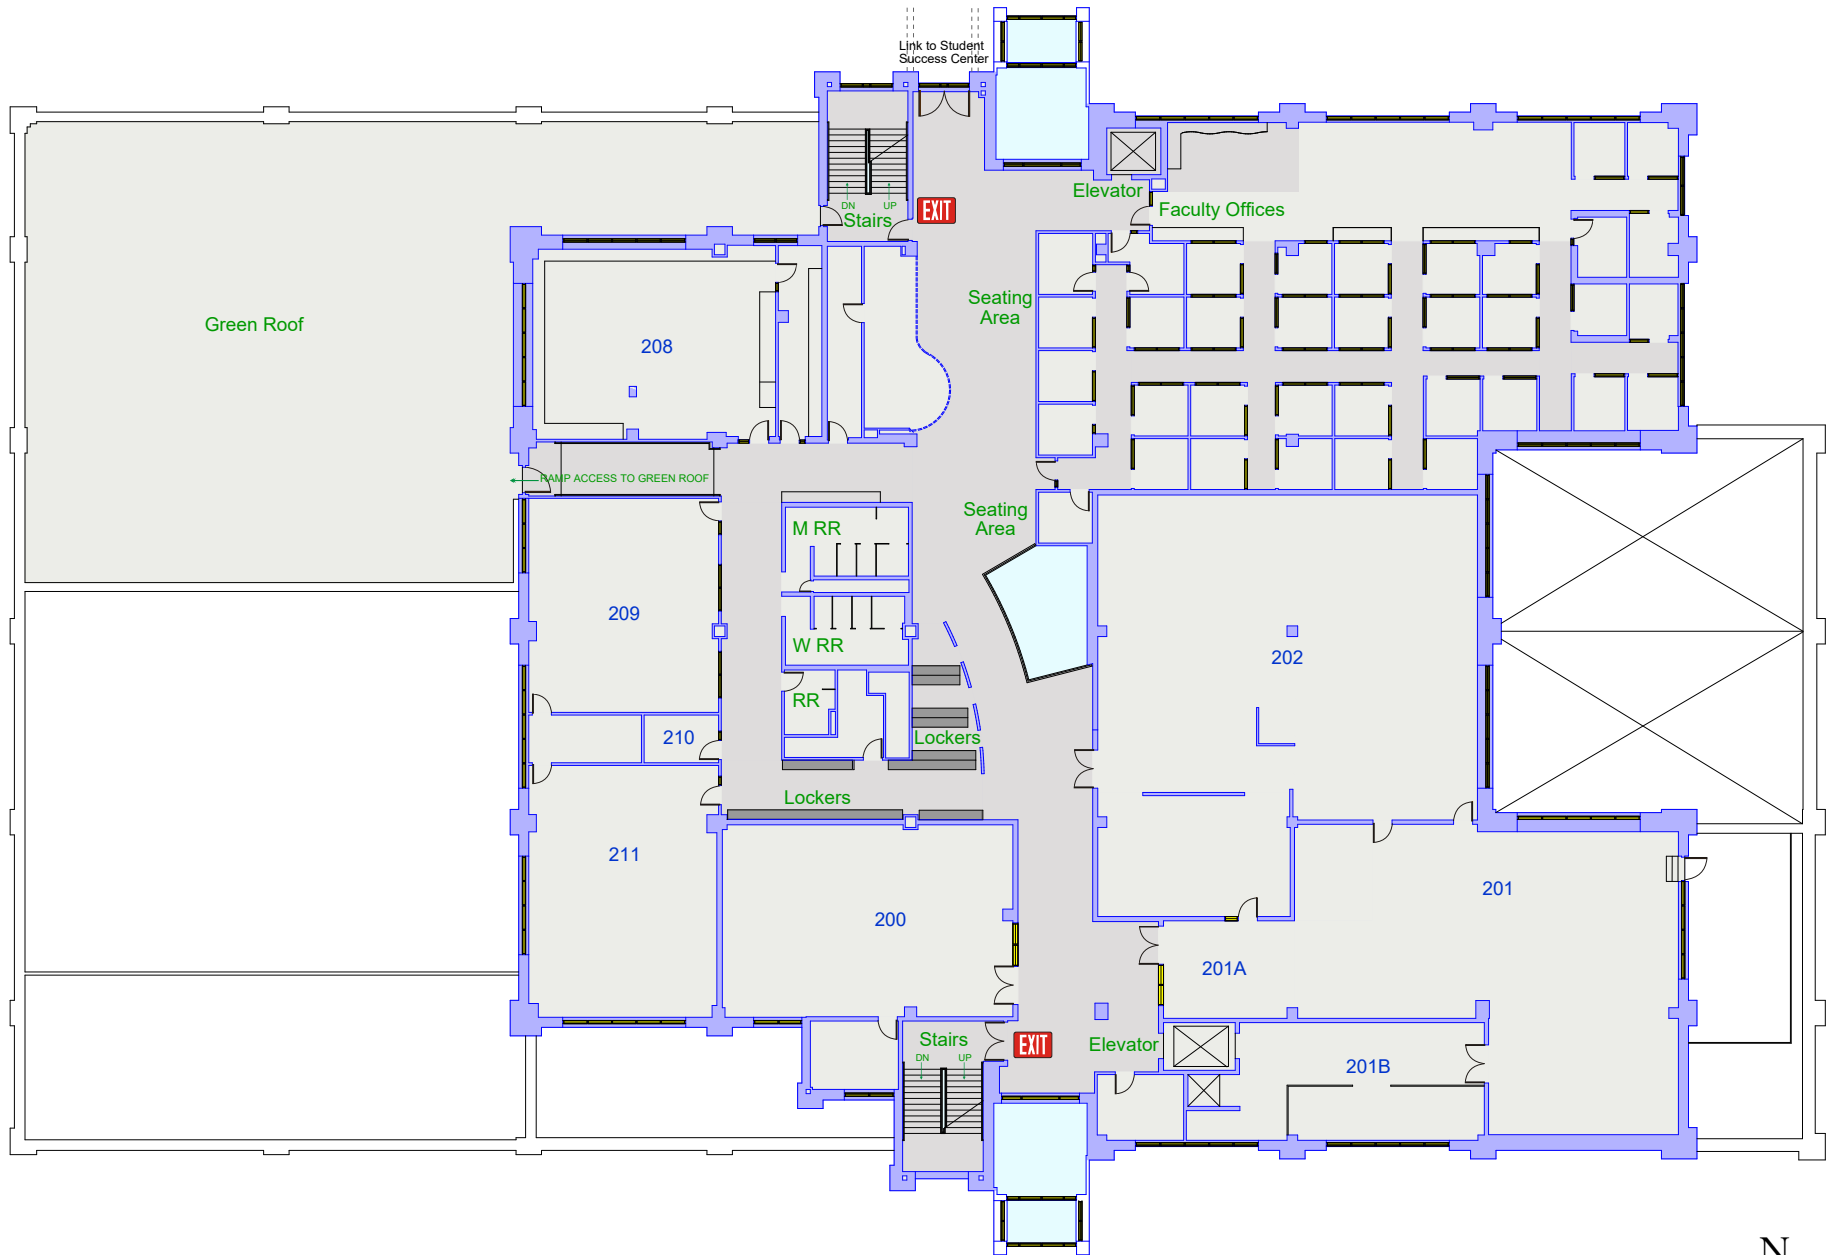 Link to Student
Success Center
Elevator
DN
UP
Stairs
EXIT
Faculty Offices
Seating
Area
Green Roof
208
RAMP ACCESS TO GREEN ROOF
Seating
Area
M RR
209
W RR
202
RR
210
Lockers
Lockers
211
201
200
201A
Stairs
EXIT
Elevator
DN
UP
201B
N